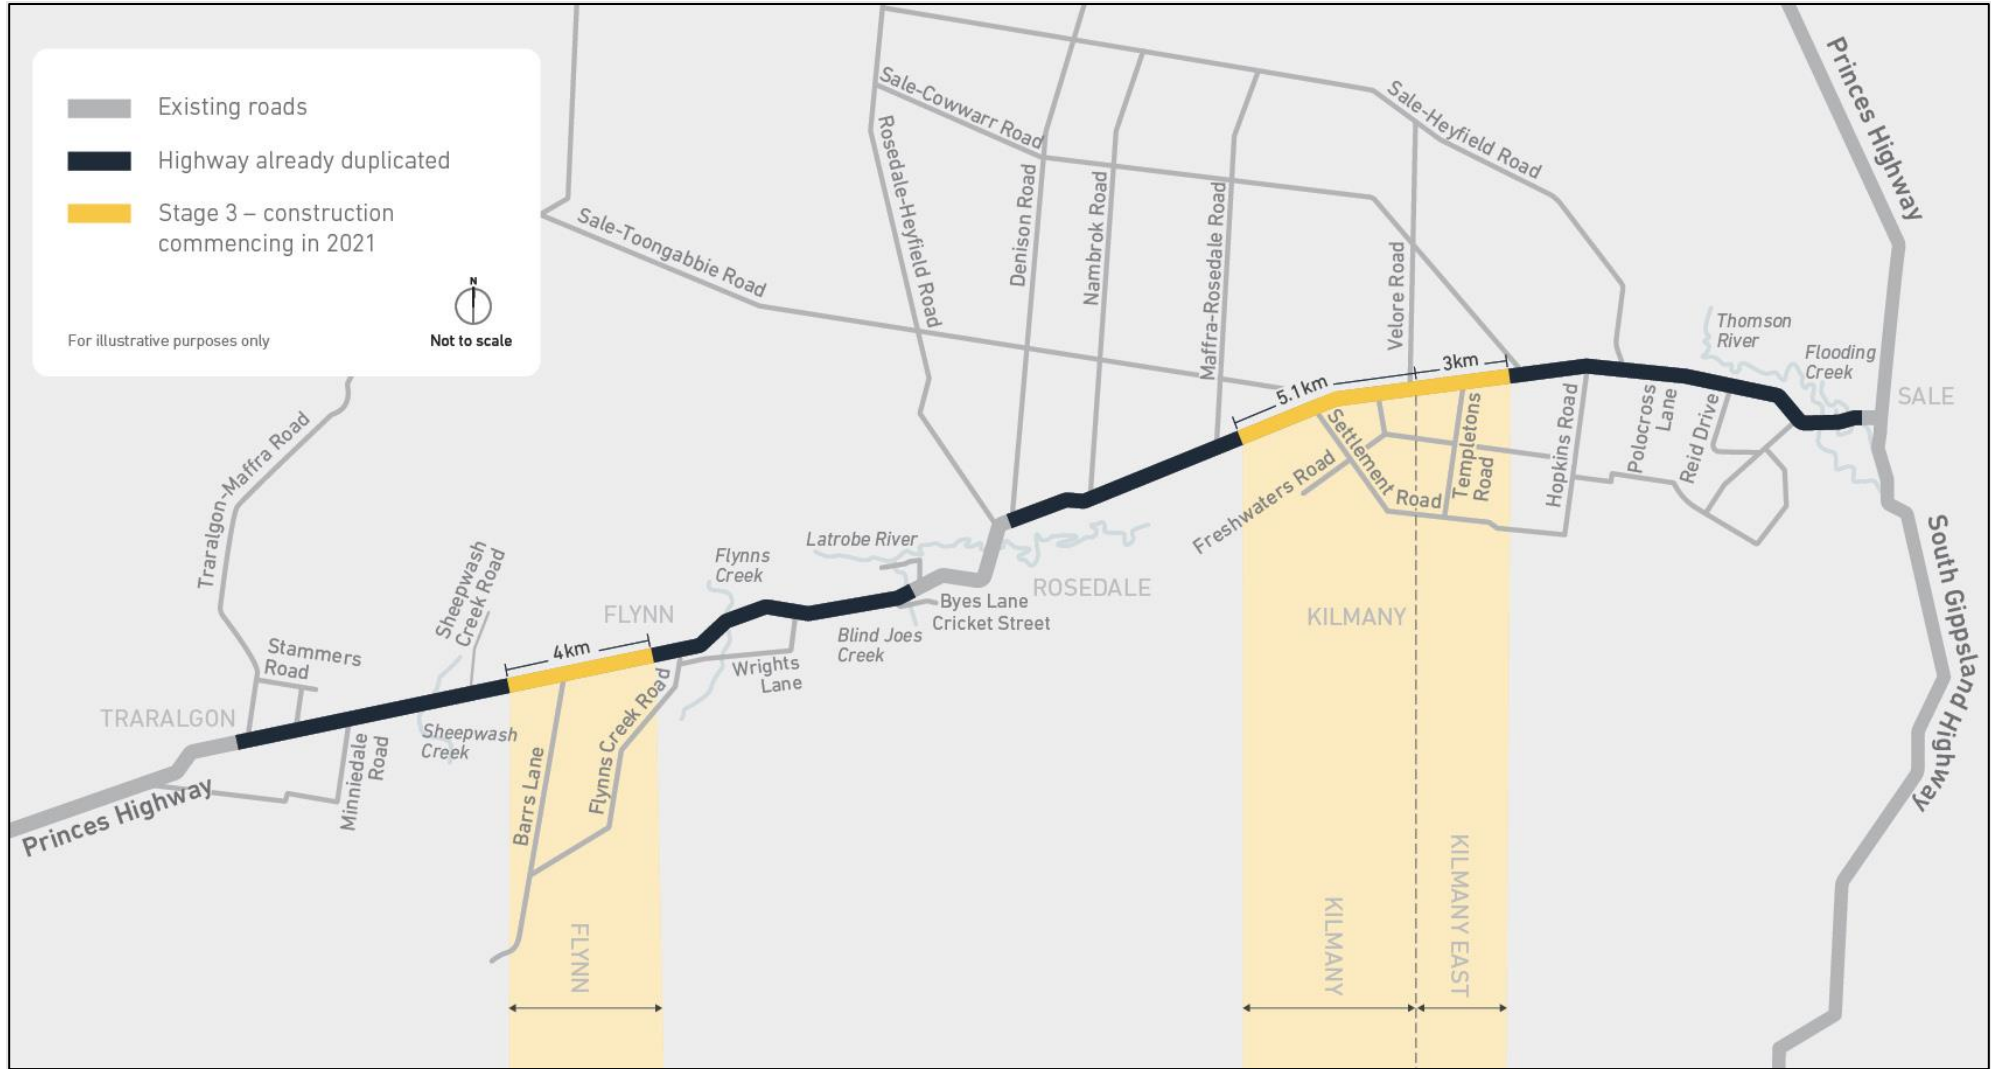 Existing roads
Highway already duplicated
Stage 3 – construction
commencing in 2021
N
For illustrative purposes only
Not to scale
Princes Highway
Sale-Cowwarr Road
Sale-Heyfield Road
Rosedale-Heyfield Road
Denison Road
Nambrok Road
Maffra-Rosedale Road
Velore Road
Sale-Toongabbie Road
Thomson
River
Flooding
Creek
SALE
3km
5.1km
Settlement Road
Templetons
Road
Hopkins Road
Polocross
Lane
Reid Drive
Freshwaters Road
Traralgon-Maffra Road
Sheepwash
Creek Road
Flynns
Creek
Latrobe River
ROSEDALE
Byes Lane
Cricket Street
Blind Joes
Creek
KILMANY
FLYNN
4km
Wrights
Lane
Stammers
Road
TRARALGON
Sheepwash
Creek
Minniedale
Road
Barrs Lane
Flynns Creek Road
Princes Highway
South Gippsland Highway
FLYNN
KILMANY
KILMANY EAST